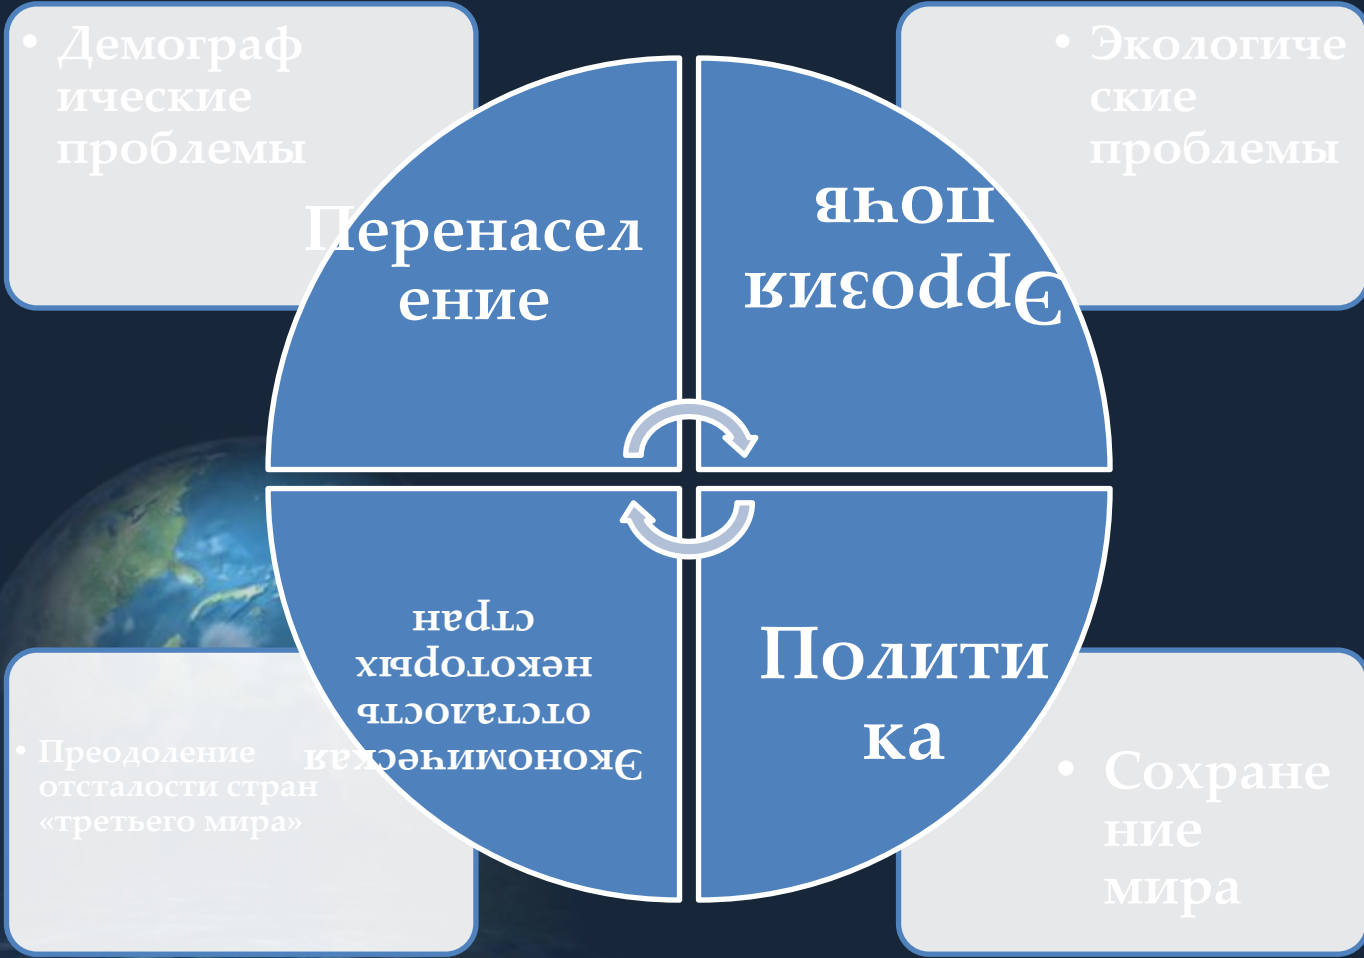 • Демограф
ические
проблемы
• Экологиче
ские
проблемы
Перенасел
ение
Эррозия
почв
Экономическая
отсталость
некоторых
стран
Полити
ка
• Преодоление
отсталости стран
«третьего мира»
• Сохране
ние
мира